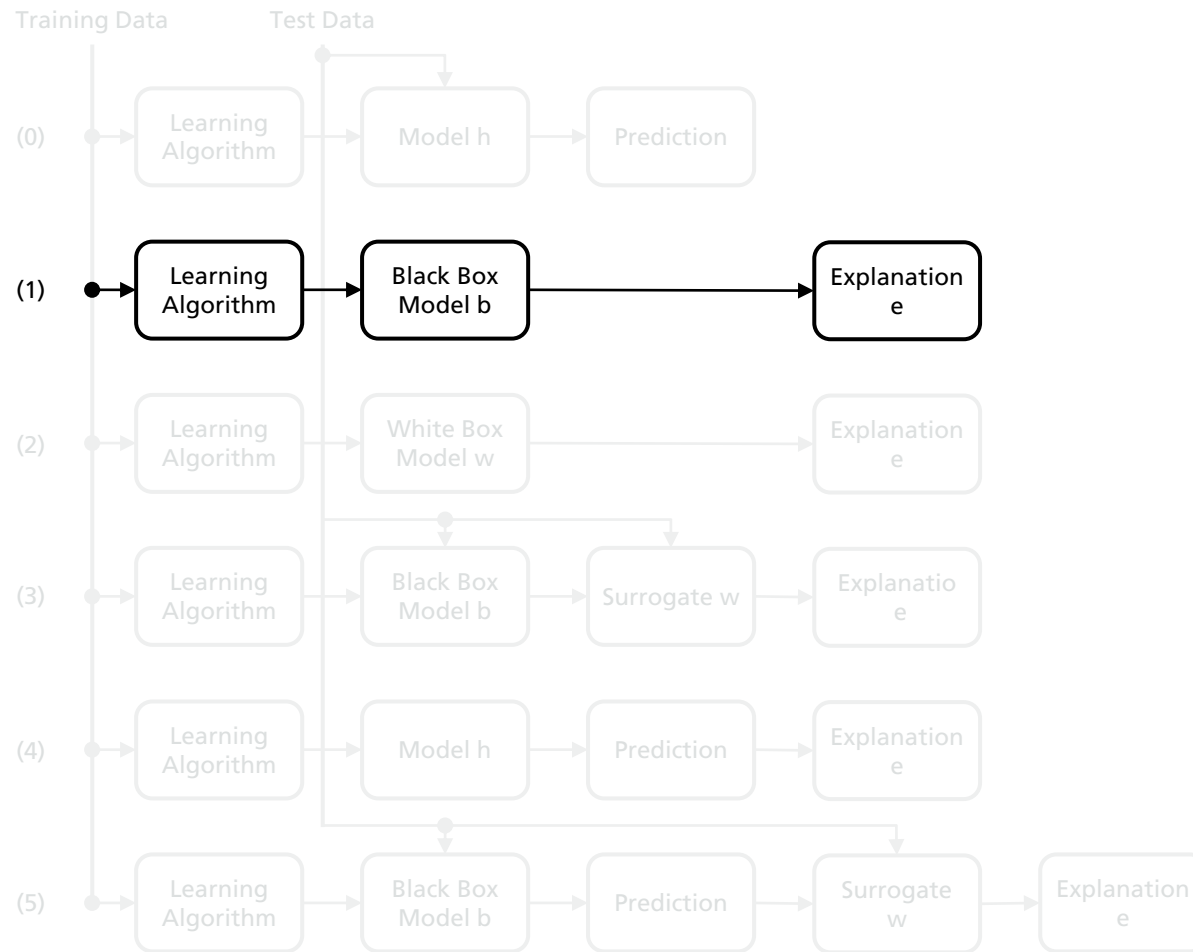 Training Data
Test Data
(0)
Learning
Algorithm
Model h
Prediction
(1)
Learning
Algorithm
Black Box
Model b
Explanation
e
(2)
Learning
Algorithm
White Box
Model w
Explanation
e
(3)
Learning
Algorithm
Black Box
Model b
Surrogate w
Explanatio
e
(4)
Learning
Algorithm
Model h
Prediction
Explanation
e
(5)
Learning
Algorithm
Black Box
Model b
Prediction
Surrogate
w
Explanation
e